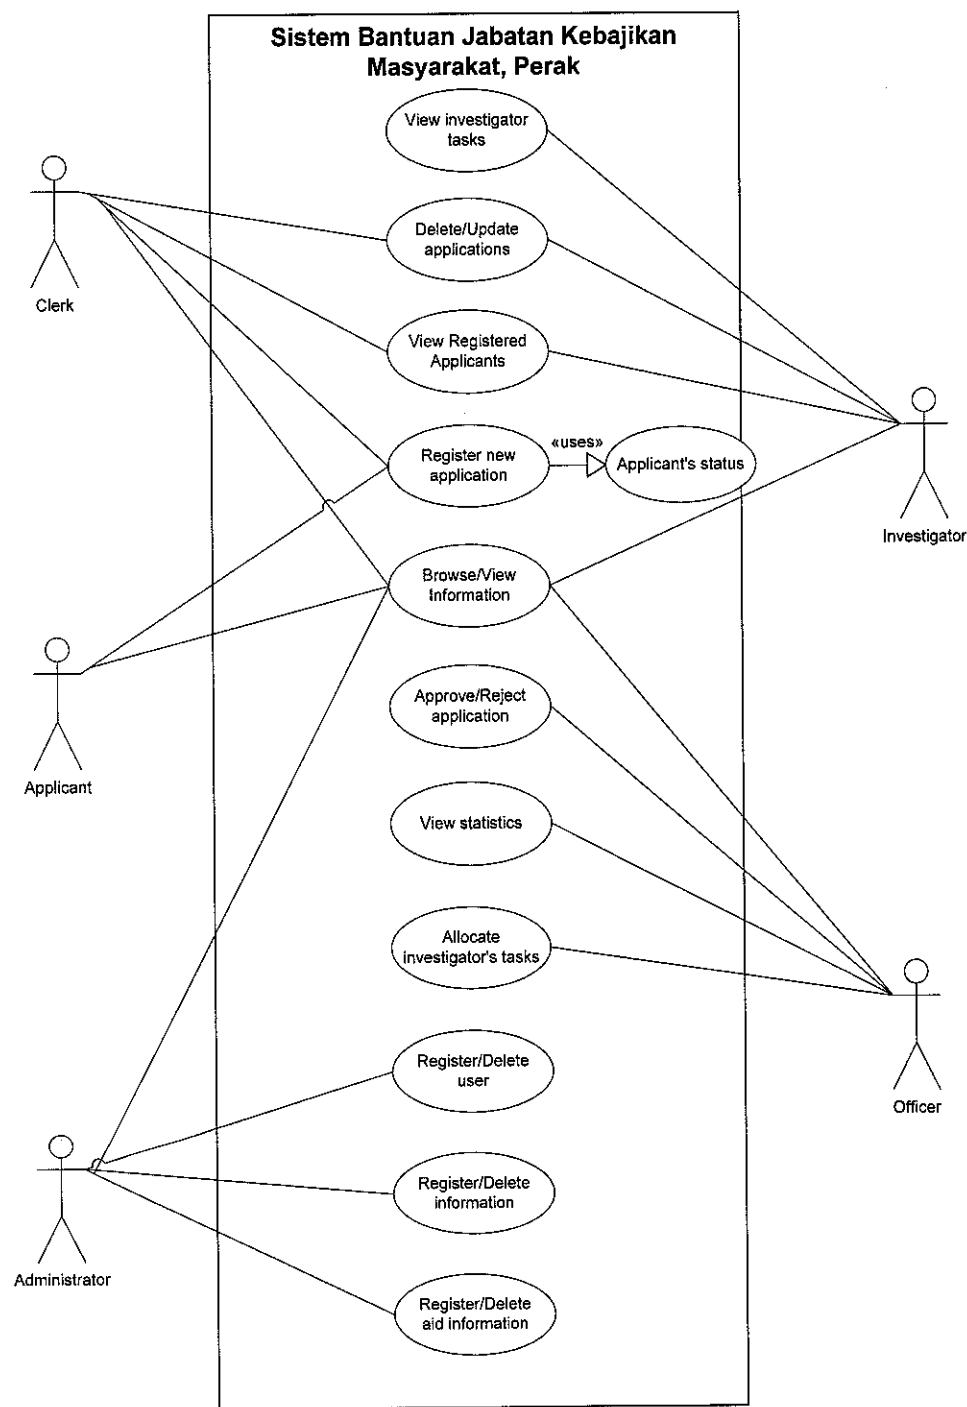 Sistem Bantuan Jabatan Kebajikan
Masyarakat, Perak
View investigator
tasks
Clerk
Delete/Update
applications
View Registered
Applicants
Register new
application
«uses»
Applicant's status
Investigator
Browse/View
Information
Applicant
Approve/Reject
application
View statistics
Allocate
investigator's tasks
Officer
Register/Delete
user
Administrator
Register/Delete
information
Register/Delete
aid information